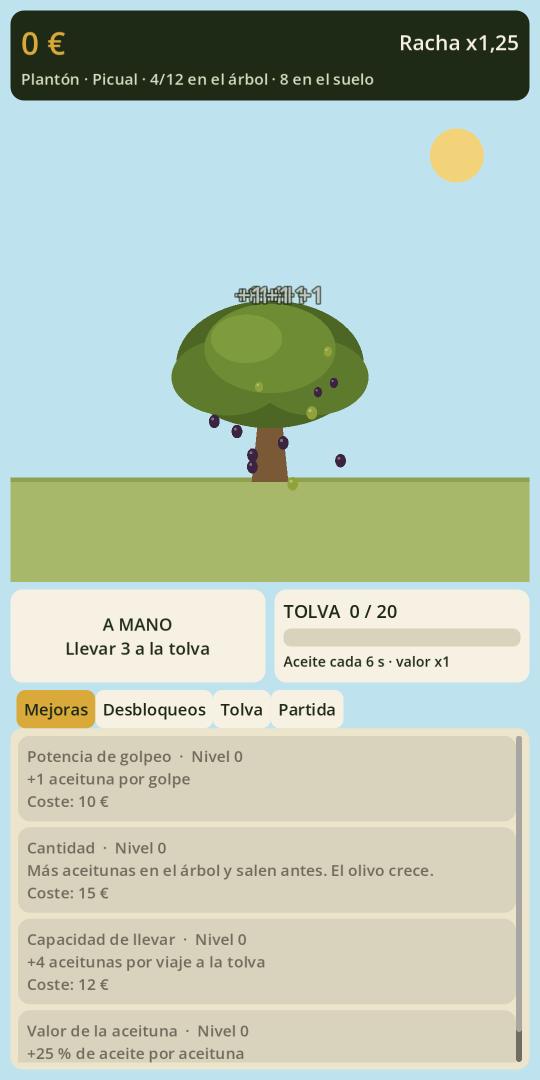 0 €
Racha x1,25
Plantón · Picual · 4/12 en el árbol · 8 en el suelo
+1
A MANO
Llevar 3 a la tolva
TOLVA 0 / 20
Aceite cada 6 s · valor x1
Mejoras
Desbloqueos
Tolva
Partida
Potencia de golpeo · Nivel 0
+1 aceituna por golpe
Coste: 10 €
Cantidad · Nivel 0
Más aceitunas en el árbol y salen antes. El olivo crece.
Coste: 15 €
Capacidad de llevar · Nivel 0
+4 aceitunas por viaje a la tolva
Coste: 12 €
Valor de la aceituna · Nivel 0
+25 % de aceite por aceituna